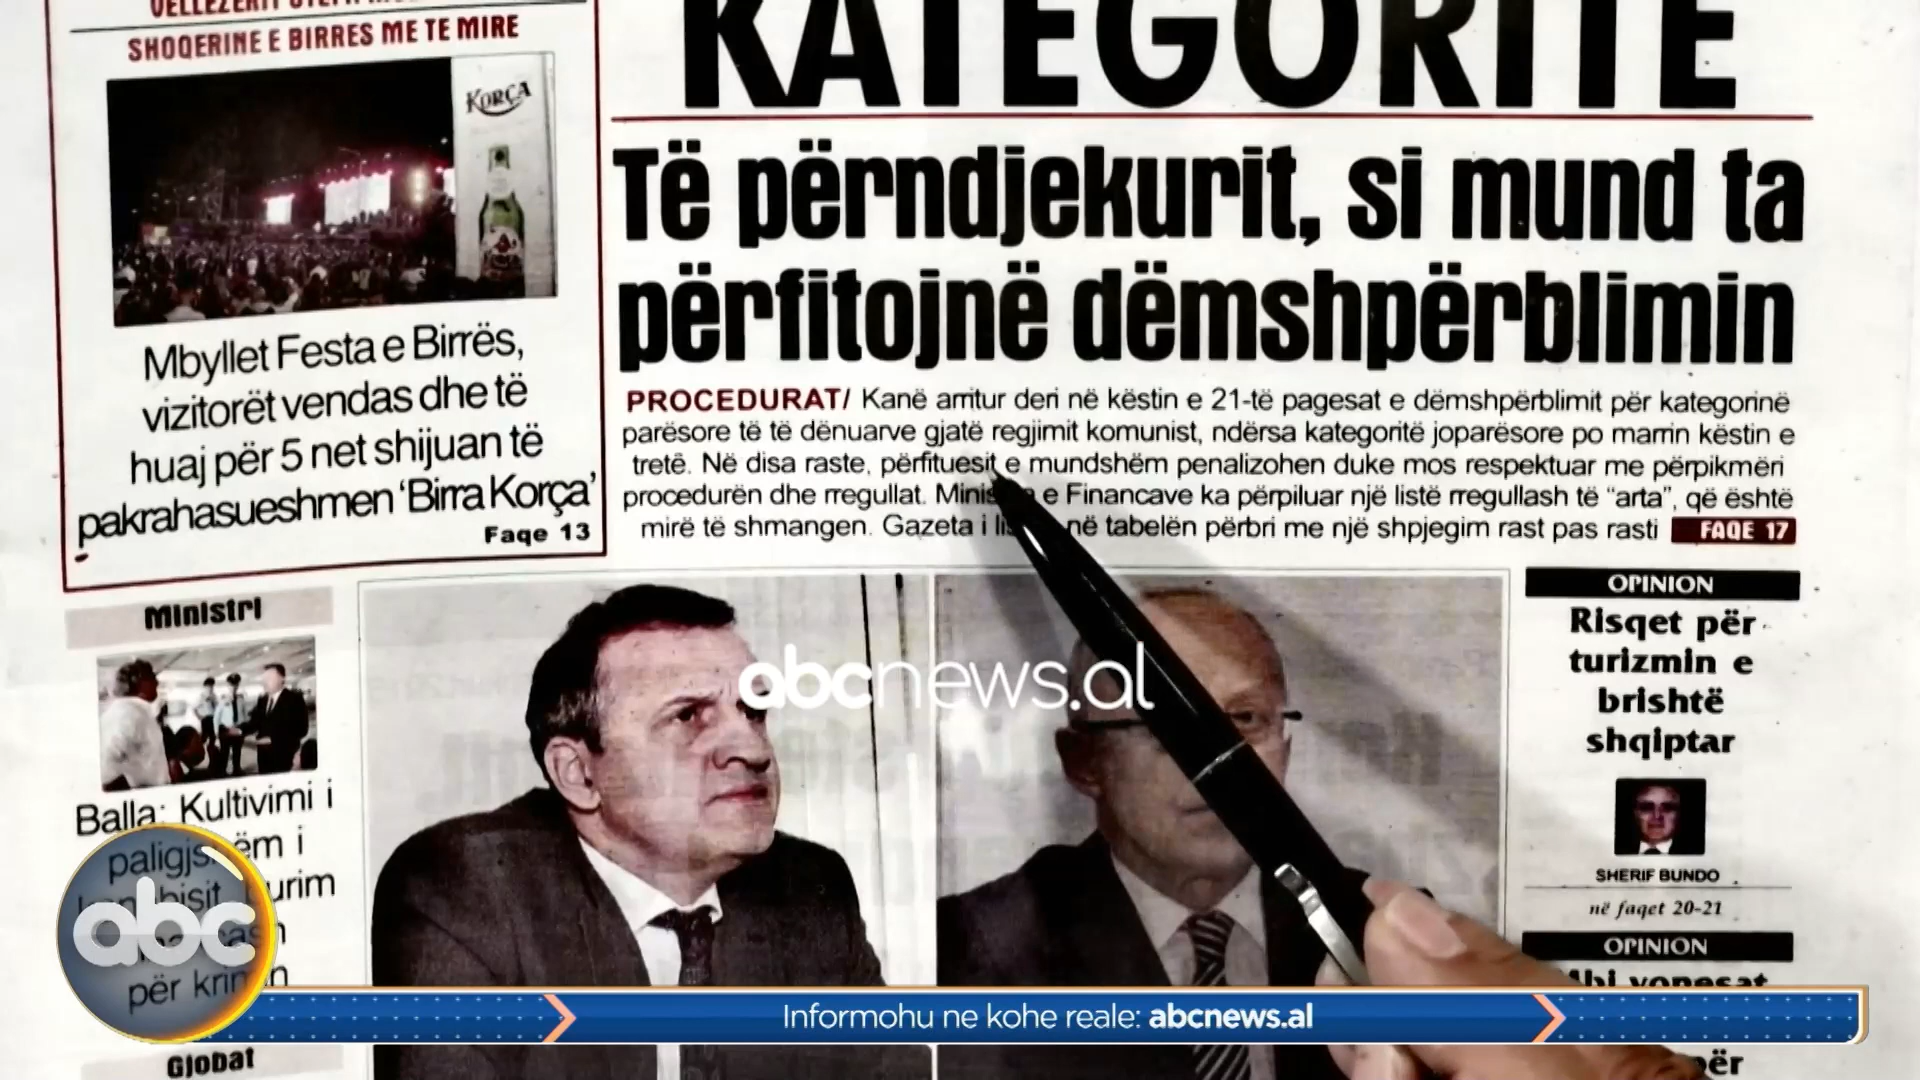 SHOQERINE E BIRRES ME TE MIRE
KORÇA
Mbyllet Festa e Birrës,
vizitorët vendas dhe të
huaj për 5 net shijuan të
pakrahasueshmen ‘Birra Korça’
Faqe 13
KATEGORITË
Të përndjekurit, si mund ta
përfitojnë dëmshpërblimin
PROCEDURAT/ Kanë arritur deri në këstin e 21-të pagesat e dëmshpërblimit për kategorinë
parësore të të dënuarve gjatë regjimit komunist, ndërsa kategoritë joparësore po marrin këstin e
tretë. Në disa raste, përfituesit e mundshëm penalizohen duke mos respektuar me përpikmëri
procedurën dhe rregullat. e Financave ka përpiluar një listë rregullash të “arta”, që është
mirë të shmangen. Gazeta i në tabelën përbri me një shpjegim rast pas rasti FAQE 17
Ministri
Balla: Kultivimi i
i
për
Gjobat
abcnews.al
OPINION
Risqet për
turizmin e
brishtë
shqiptar
SHERIF BUNDO
në faqet 20-21
OPINION
për
abc
Informohu ne kohe reale: abcnews.al